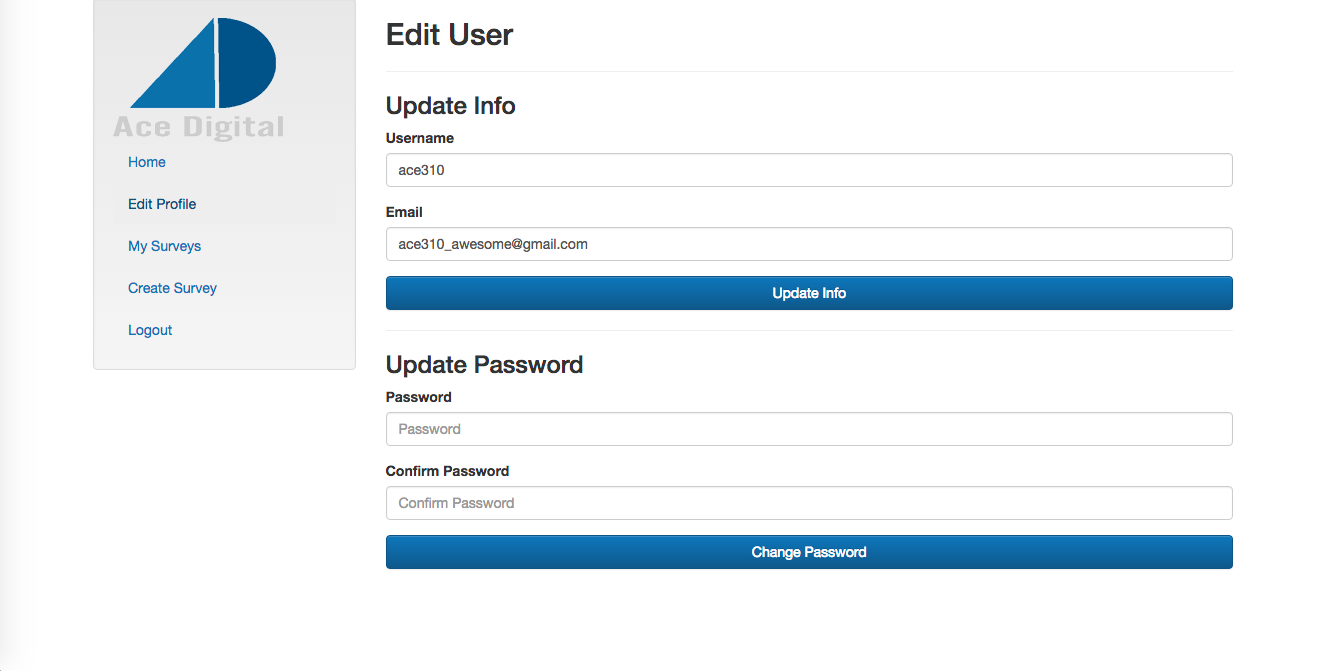 Ace Digital
Home
Edit Profile
My Surveys
Create Survey
Logout
Edit User
Update Info
Username
ace310
Email
ace310_awesome@gmail.com
Update Info
Update Password
Password
Password
Confirm Password
Confirm Password
Change Password